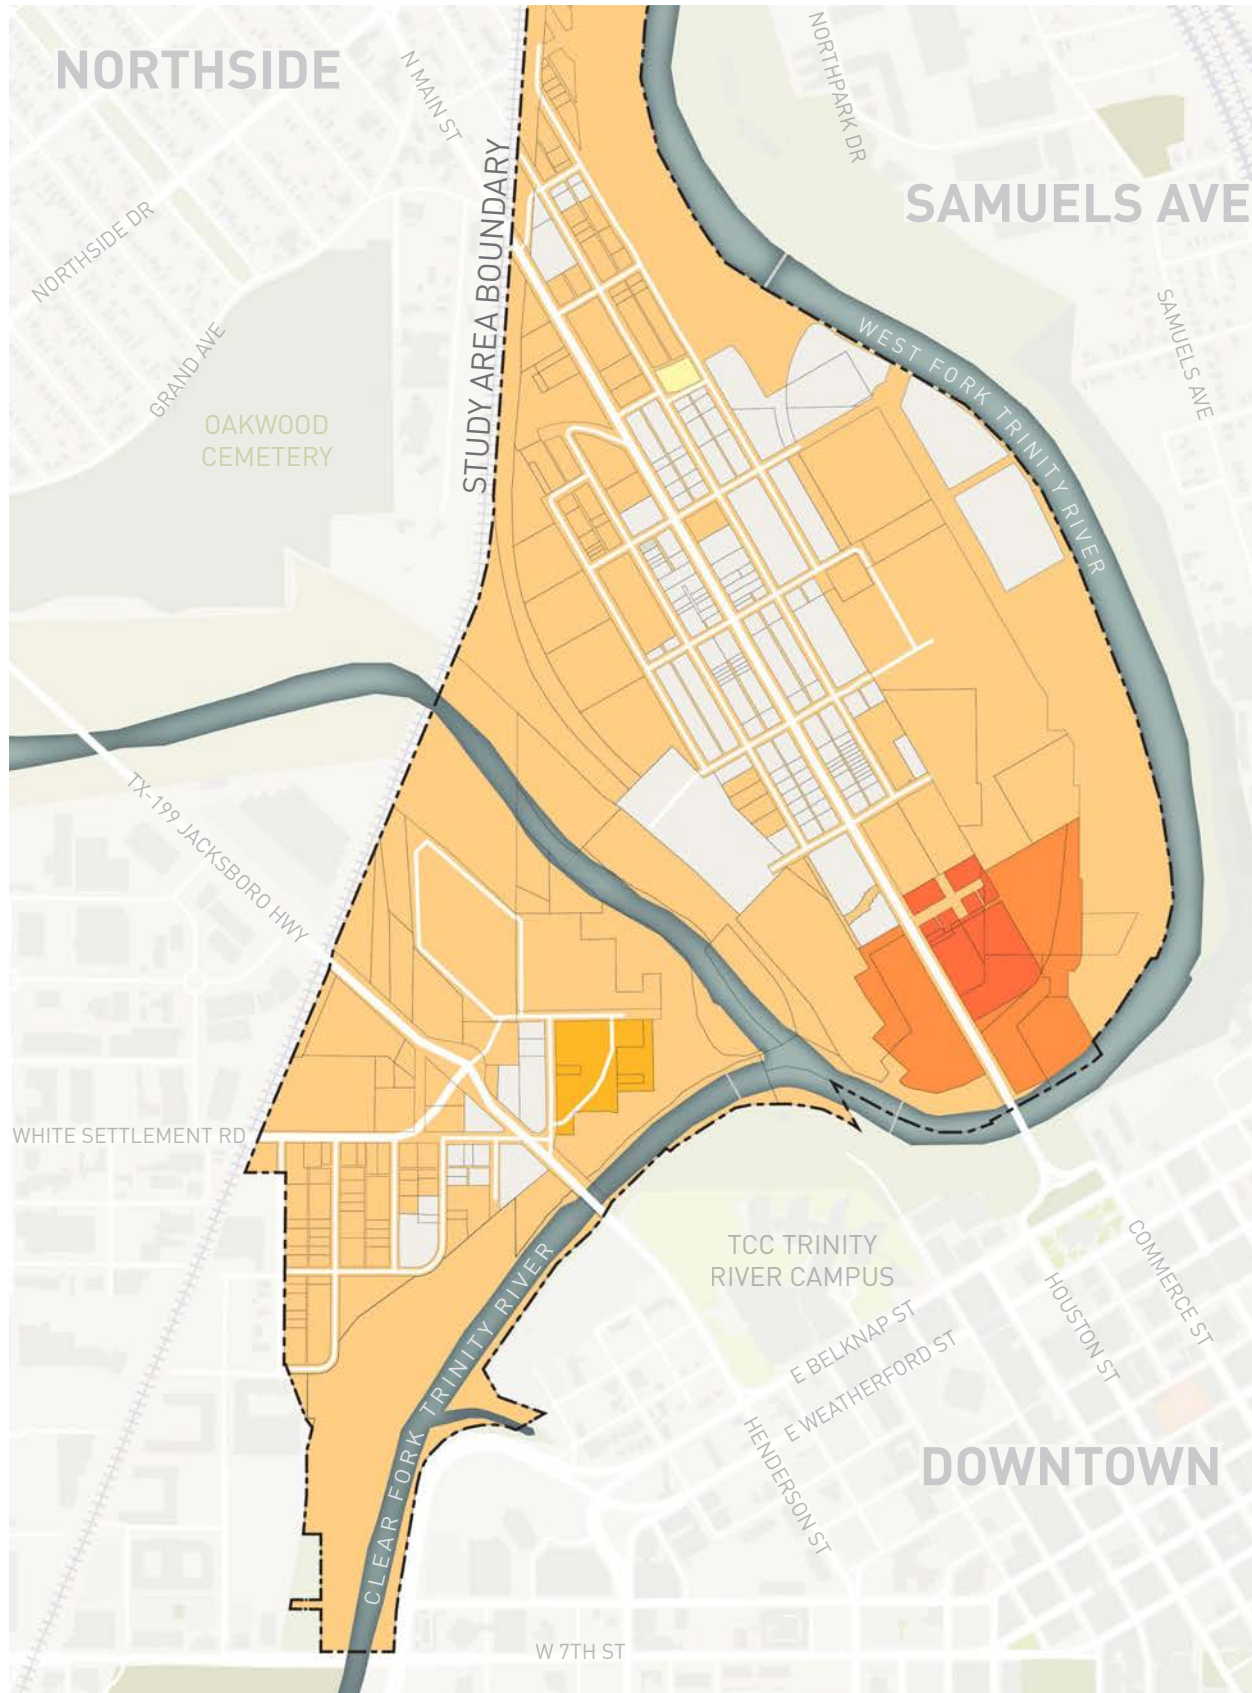 NORTHSIDE
N MAIN ST
NORTHPARK DR
STUDY AREA BOUNDARY
SAMUELS AVE
NORTHSIDE DR
SAMUELS AVE
WEST FORK TRINITY RIVER
GRAND AVE
OAKWOOD
CEMETERY
TX-199 JACKSBORO HWY
WHITE SETTLEMENT RD
TCC TRINITY
RIVER CAMPUS
COMMERCE ST
HOUSTON ST
E BELKNAP ST
E WEATHERFORD ST
CLEAR FORK TRINITY RIVER
HENDERSON ST
DOWNTOWN
W 7TH ST